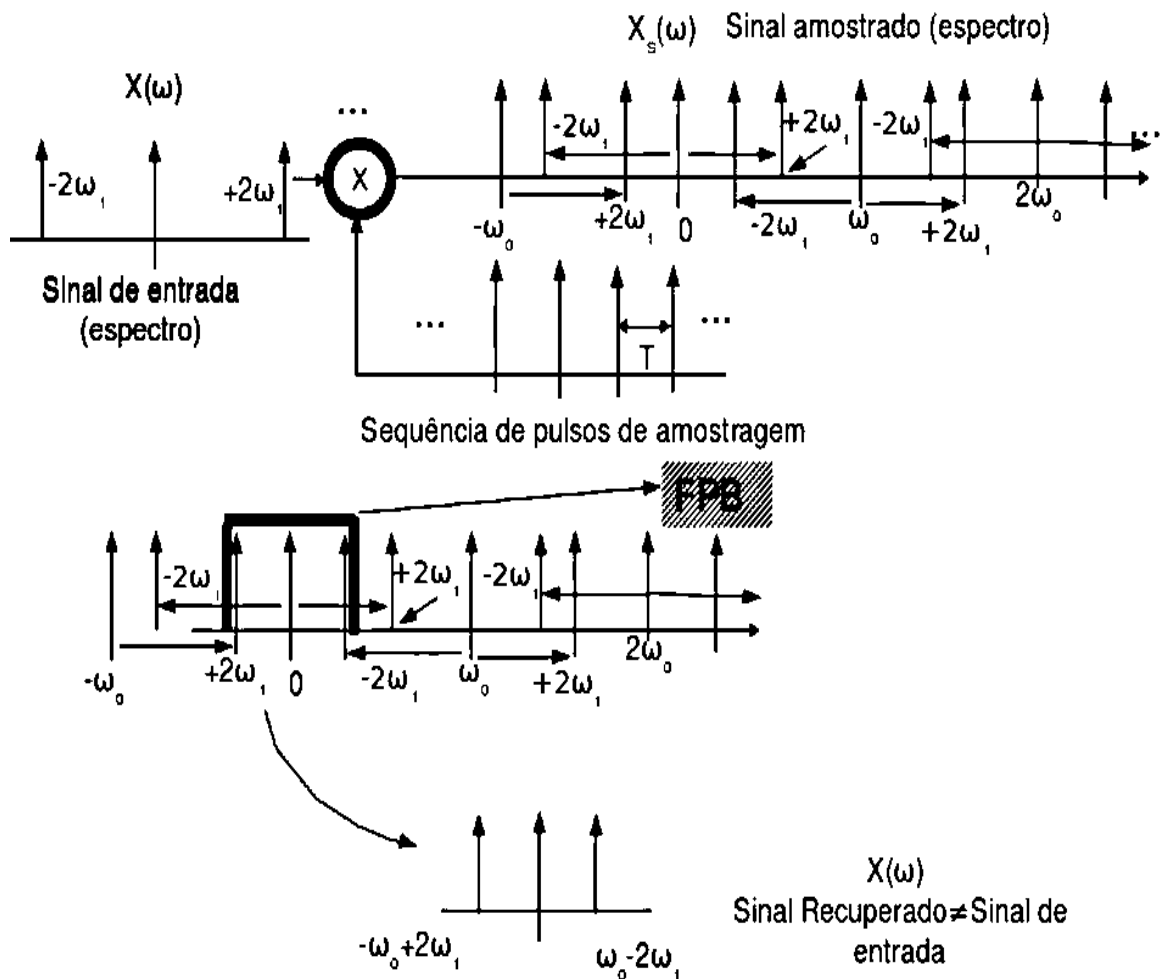 Xₛ(ω) Sinal amostrado (espectro)
X(ω)
...
-2ω₁
+2ω₁
-2ω₁
...
-2ω₁
+2ω₁
X
-ω₀
+2ω₁
0
-2ω₁
ω₀
+2ω₁
2ω₀
Sinal de entrada
(espectro)
...
...
T
Sequência de pulsos de amostragem
FPB
-2ω₁
+2ω₁
-2ω₁
-ω₀
+2ω₁
0
-2ω₁
ω₀
+2ω₁
2ω₀
-ω₀+2ω₁
ω₀-2ω₁
X(ω)
Sinal Recuperado≠Sinal de
entrada